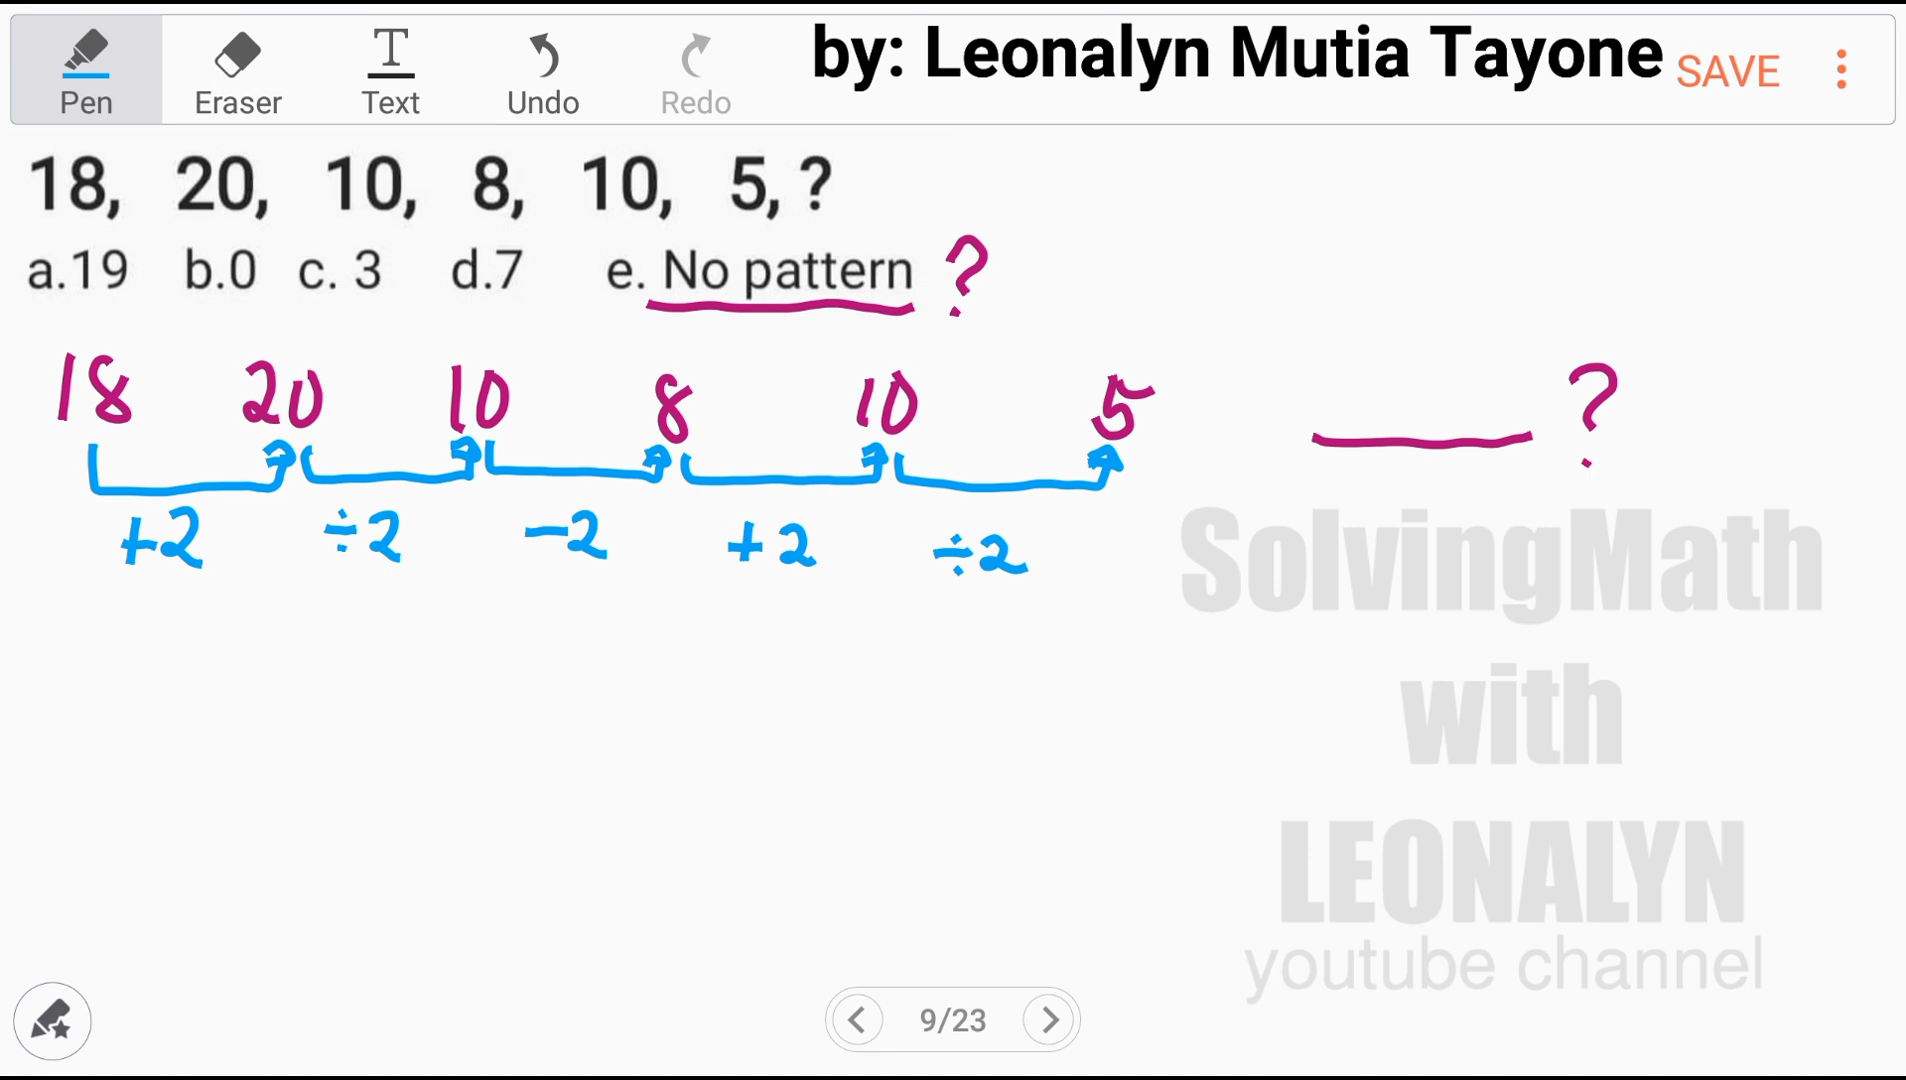 by: Leonalyn Mutia Tayone
Pen Eraser Text Undo Redo SAVE
18, 20, 10, 8, 10, 5, ?
a.19 b.0 c. 3 d.7 e. No pattern ?
18 20 10 8 10 5 ?
+2 ÷2 -2 +2 ÷2
SolvingMath
with
LEONALYN
youtube channel
9/23